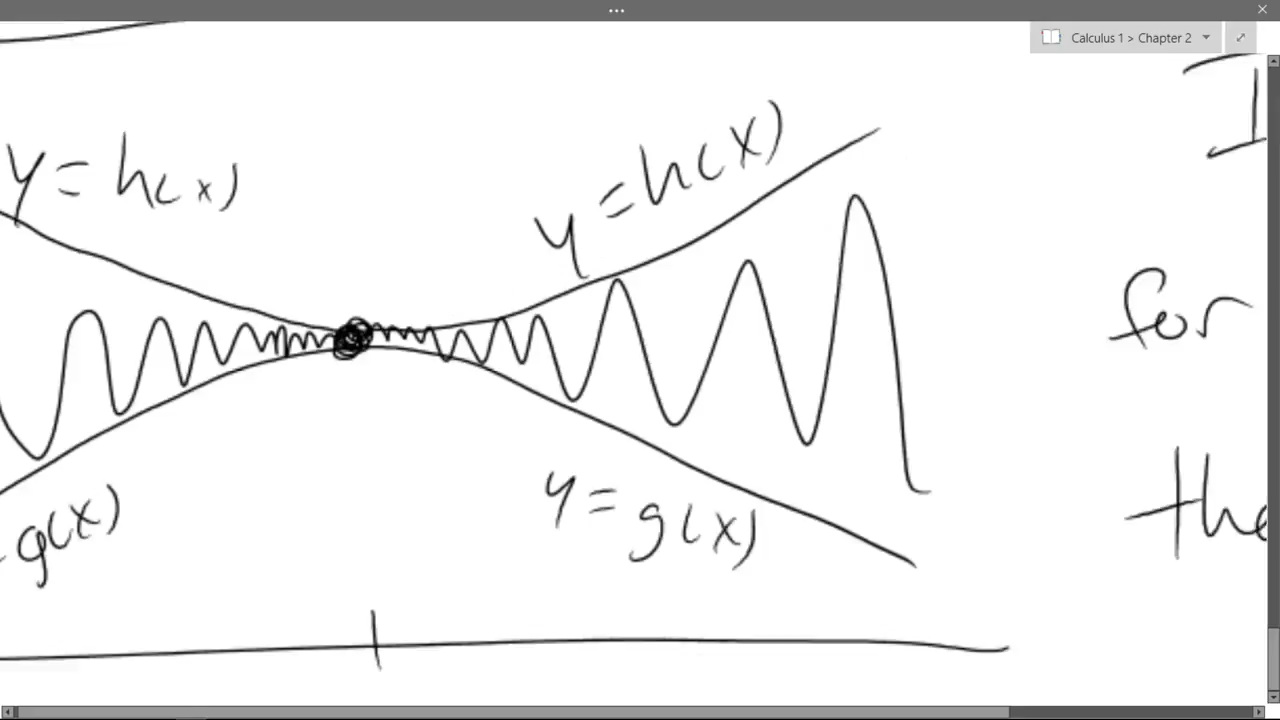 Calculus 1 > Chapter 2
y = h(x)
y = h(x)
I
for
= g(x)
y = g(x)
the